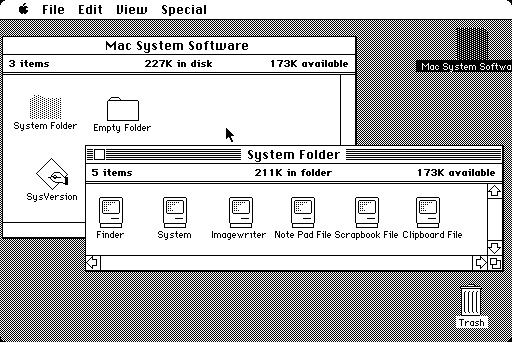 File Edit View Special
Mac System Software
3 items 227K in disk 173K available
Mac System Softwa
System Folder
Empty Folder
SysVersion
System Folder
5 items 211K in folder 173K available
Finder System Imagewriter Note Pad File Scrapbook File Clipboard File
Trash